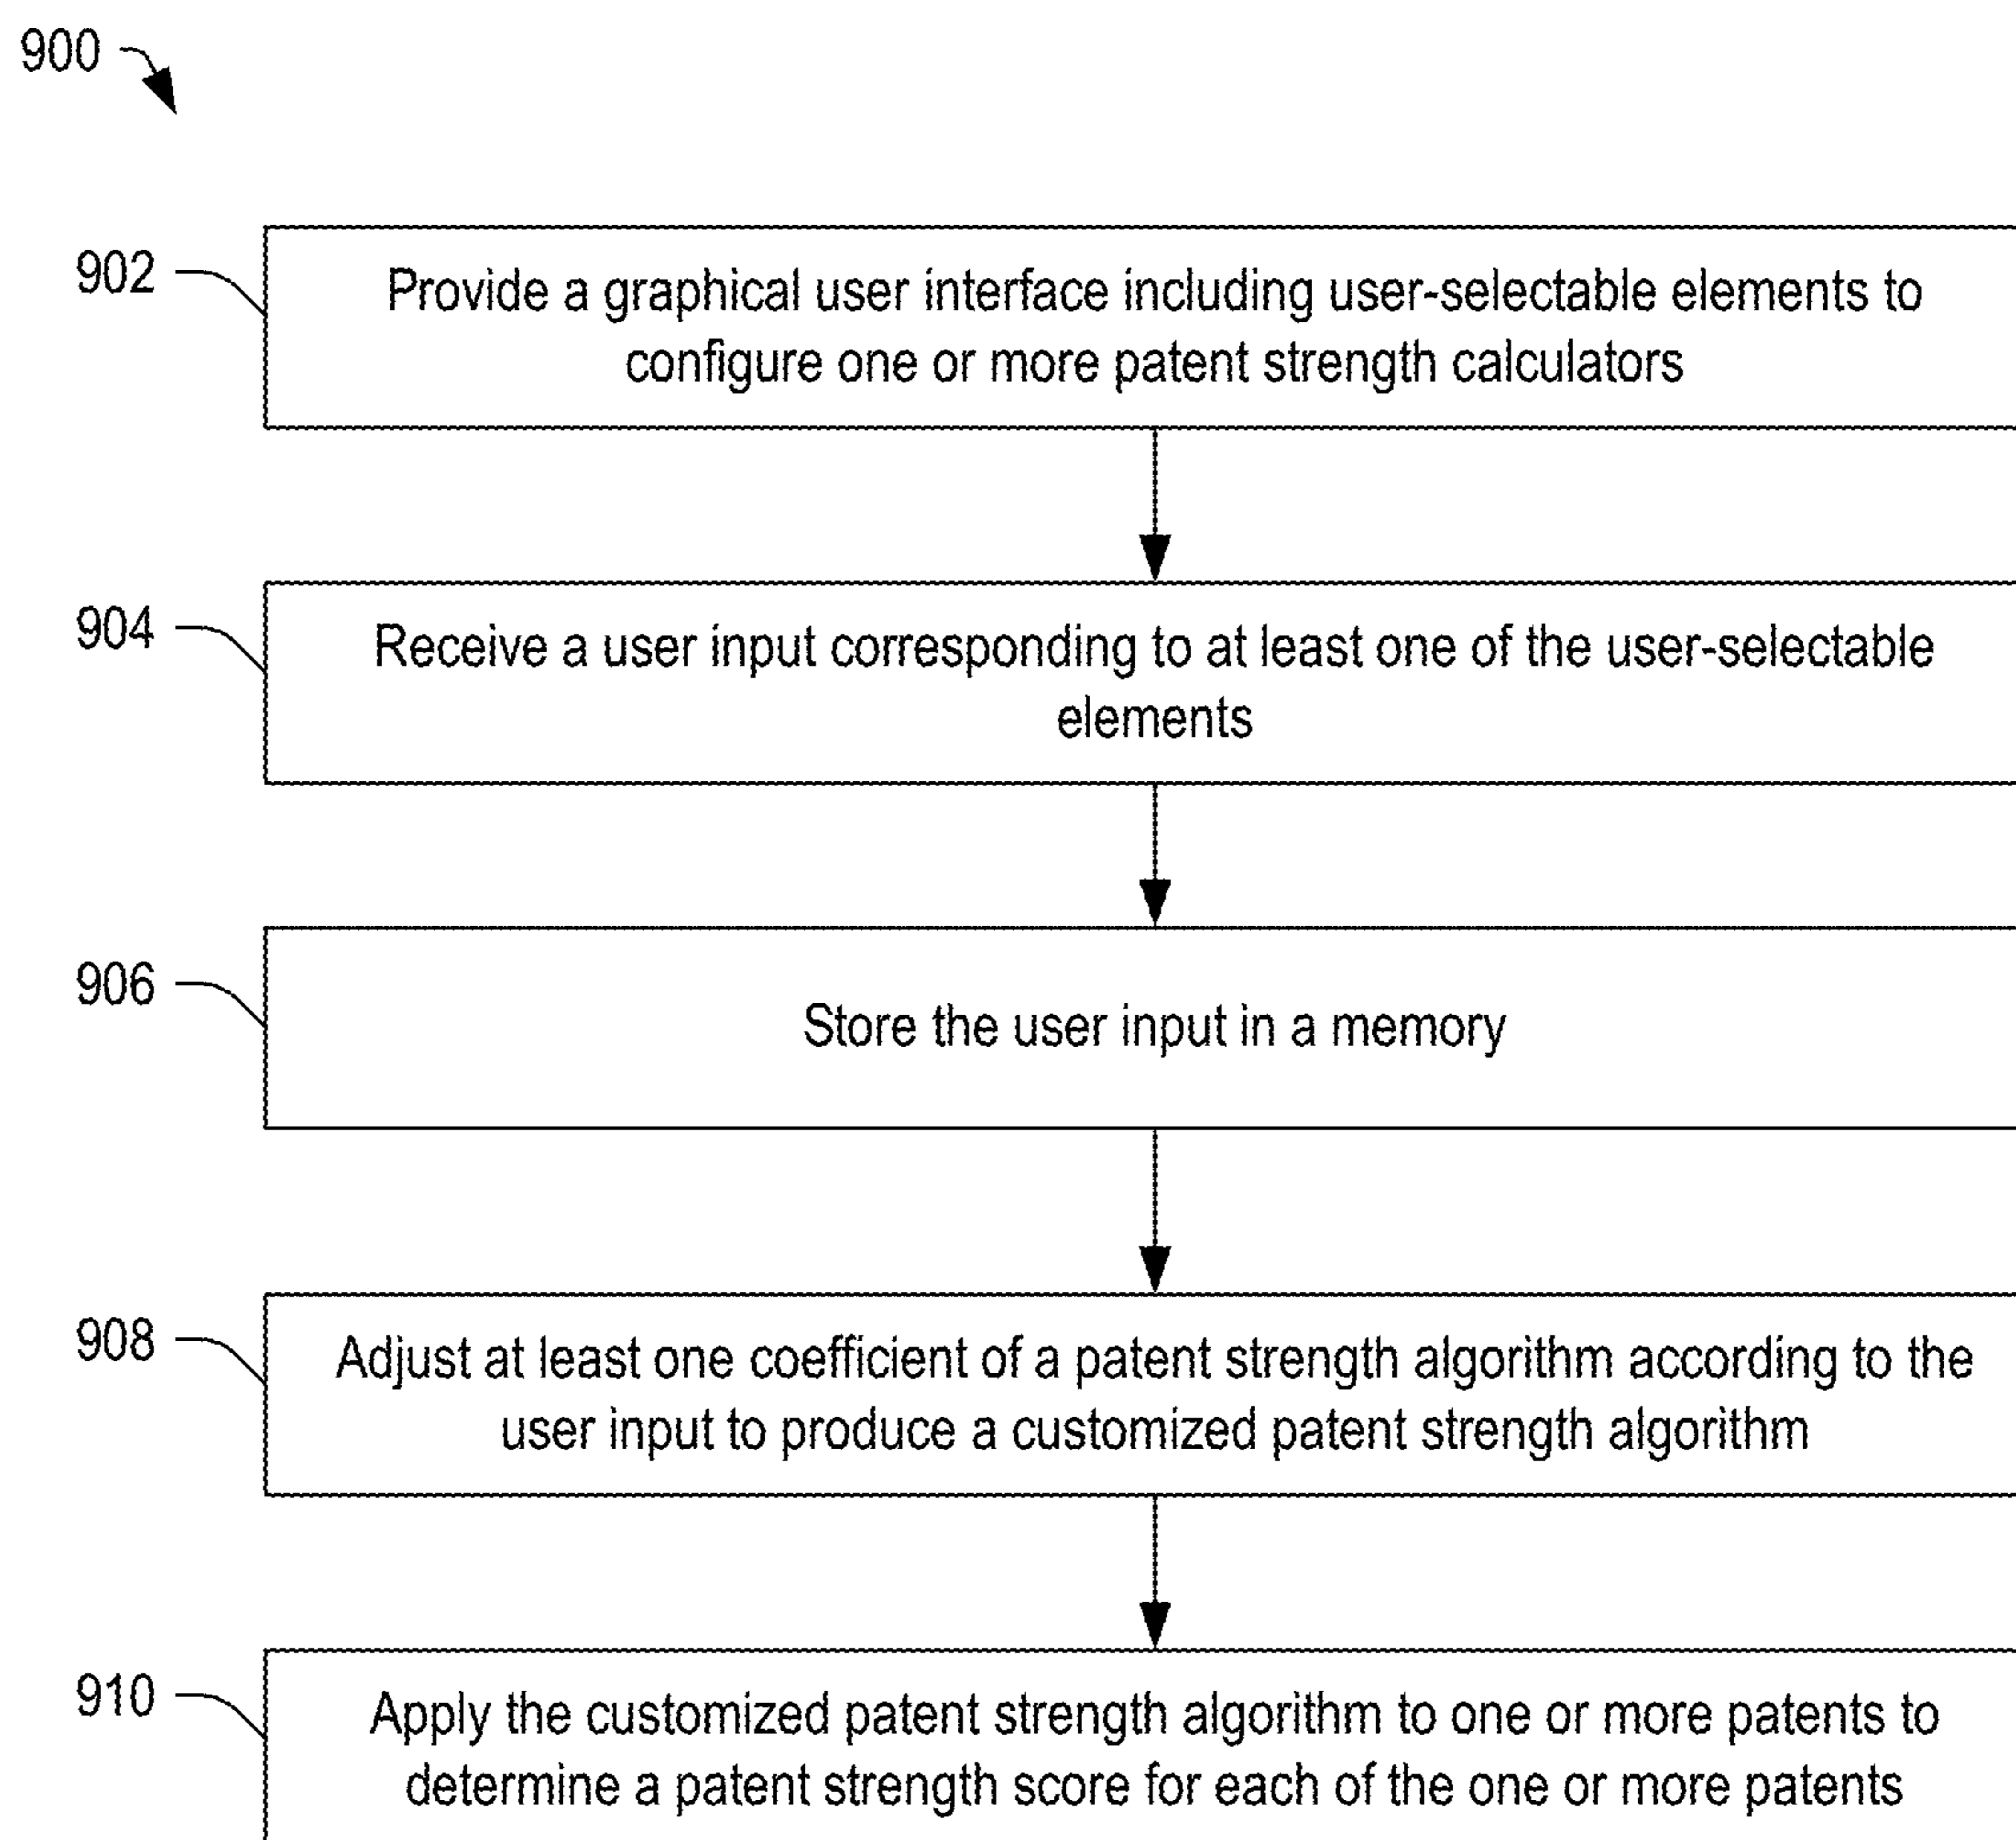 900
902
Provide a graphical user interface including user-selectable elements to
configure one or more patent strength calculators
904
Receive a user input corresponding to at least one of the user-selectable
elements
906
Store the user input in a memory
908
Adjust at least one coefficient of a patent strength algorithm according to the
user input to produce a customized patent strength algorithm
910
Apply the customized patent strength algorithm to one or more patents to
determine a patent strength score for each of the one or more patents